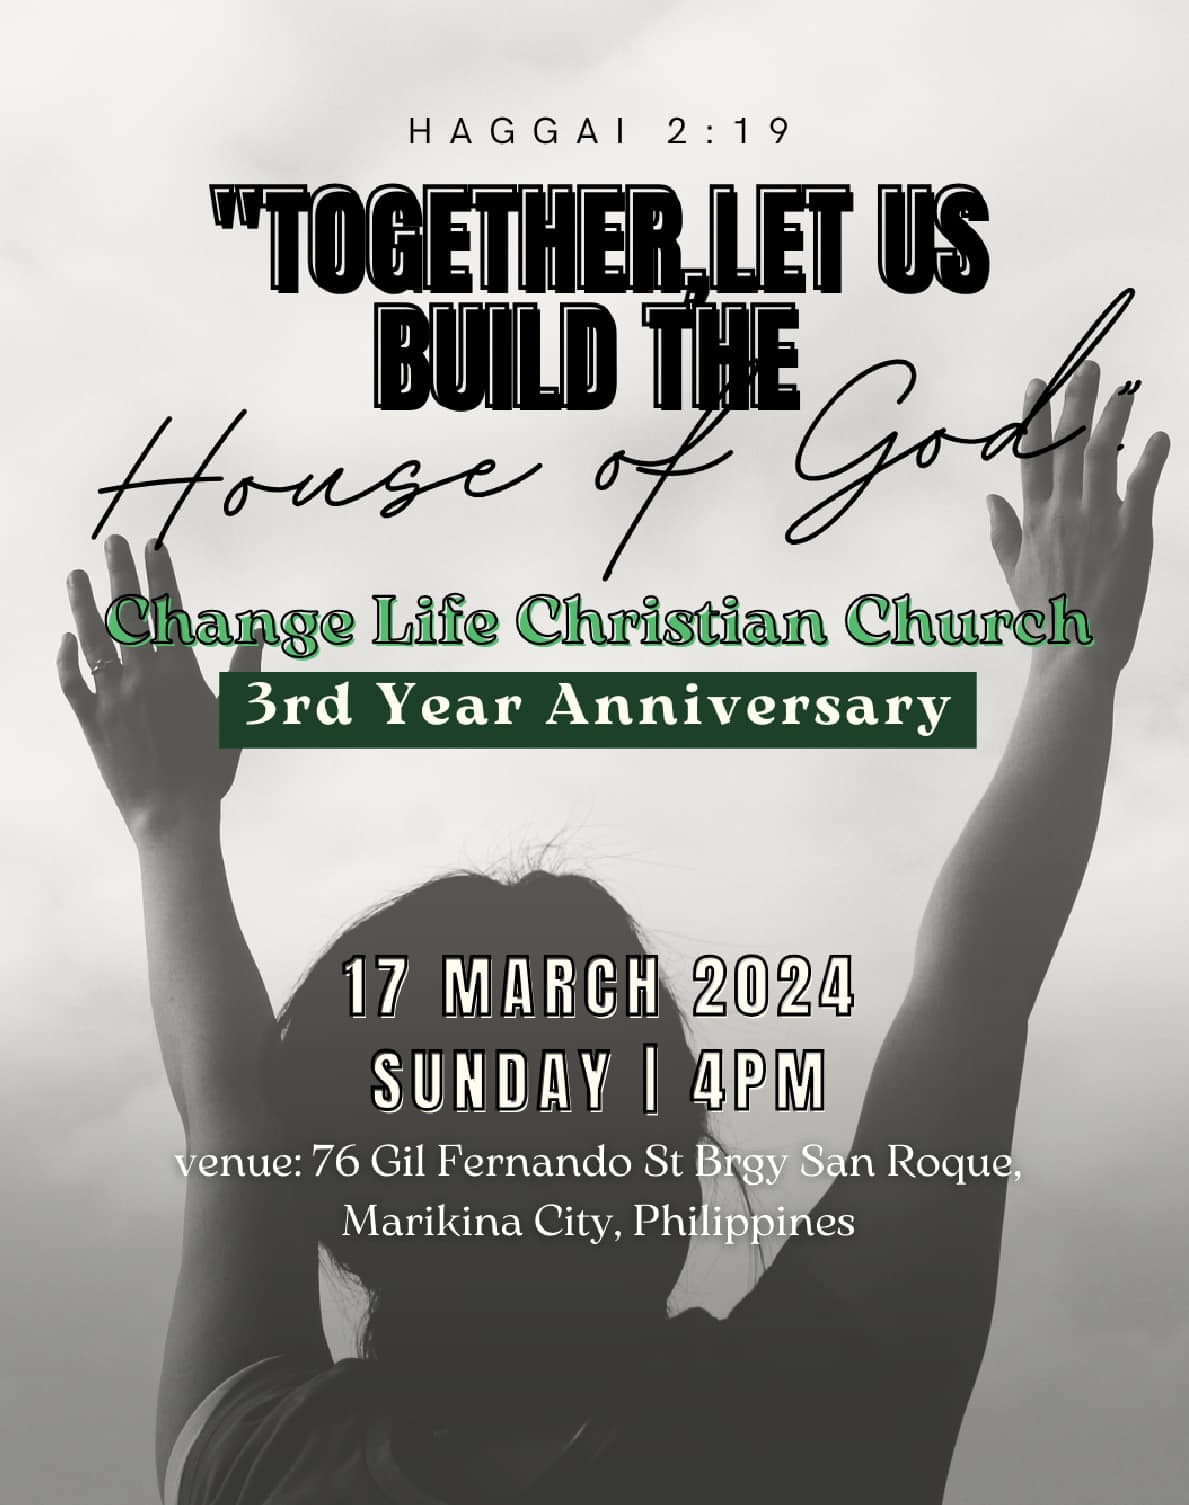 HAGGAI 2:19
"TOGETHER,LET US
BUILD THE
House of God."
Change Life Christian Church
3rd Year Anniversary
17 MARCH 2024
SUNDAY | 4PM
venue: 76 Gil Fernando St Brgy San Roque,
Marikina City, Philippines